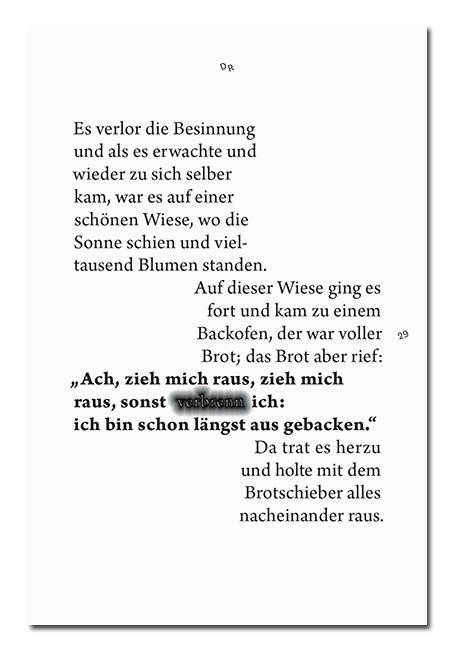 DR
Es verlor die Besinnung
und als es erwachte und
wieder zu sich selber
kam, war es auf einer
schönen Wiese, wo die
Sonne schien und viel-
tausend Blumen standen.
Auf dieser Wiese ging es
fort und kam zu einem
Backofen, der war voller
29
Brot; das Brot aber rief:
„Ach, zieh mich raus, zieh mich
raus, sonst verbrenn ich:
ich bin schon längst aus gebacken.“
Da trat es herzu
und holte mit dem
Brotschieber alles
nacheinander raus.